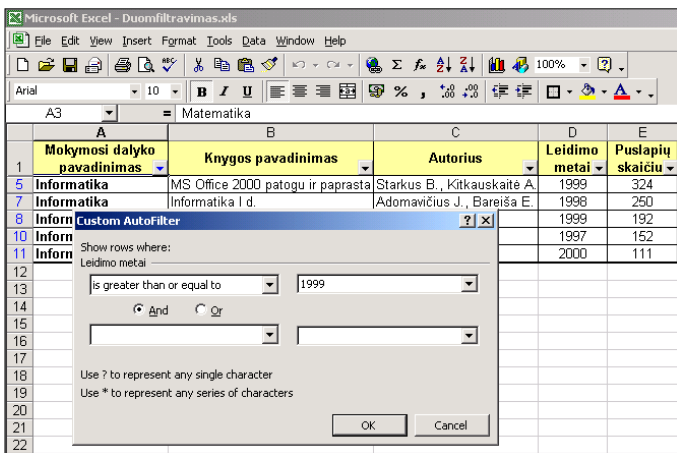 Microsoft Excel - Duomfiltravimas.xls
File Edit View Insert Format Tools Data Window Help
100%
Arial 10 B I U % ,
A3 = Matematika
A B C D E
1 Mokymosi dalyko pavadinimas Knygos pavadinimas Autorius Leidimo metai Puslapių skaičiu
5 Informatika MS Office 2000 patogu ir paprasta Starkus B., Kitkauskaitė A. 1999 324
7 Informatika Informatika I d. Adomavičius J., Bareiša E. 1998 250
8 Inforn 1999 192
10 Inforn 1997 152
11 Inforn 2000 111
12
13
14
15
16
17
18
19
20
21
22
Custom AutoFilter
Show rows where:
Leidimo metai
is greater than or equal to 1999
And Or
Use ? to represent any single character
Use * to represent any series of characters
OK Cancel